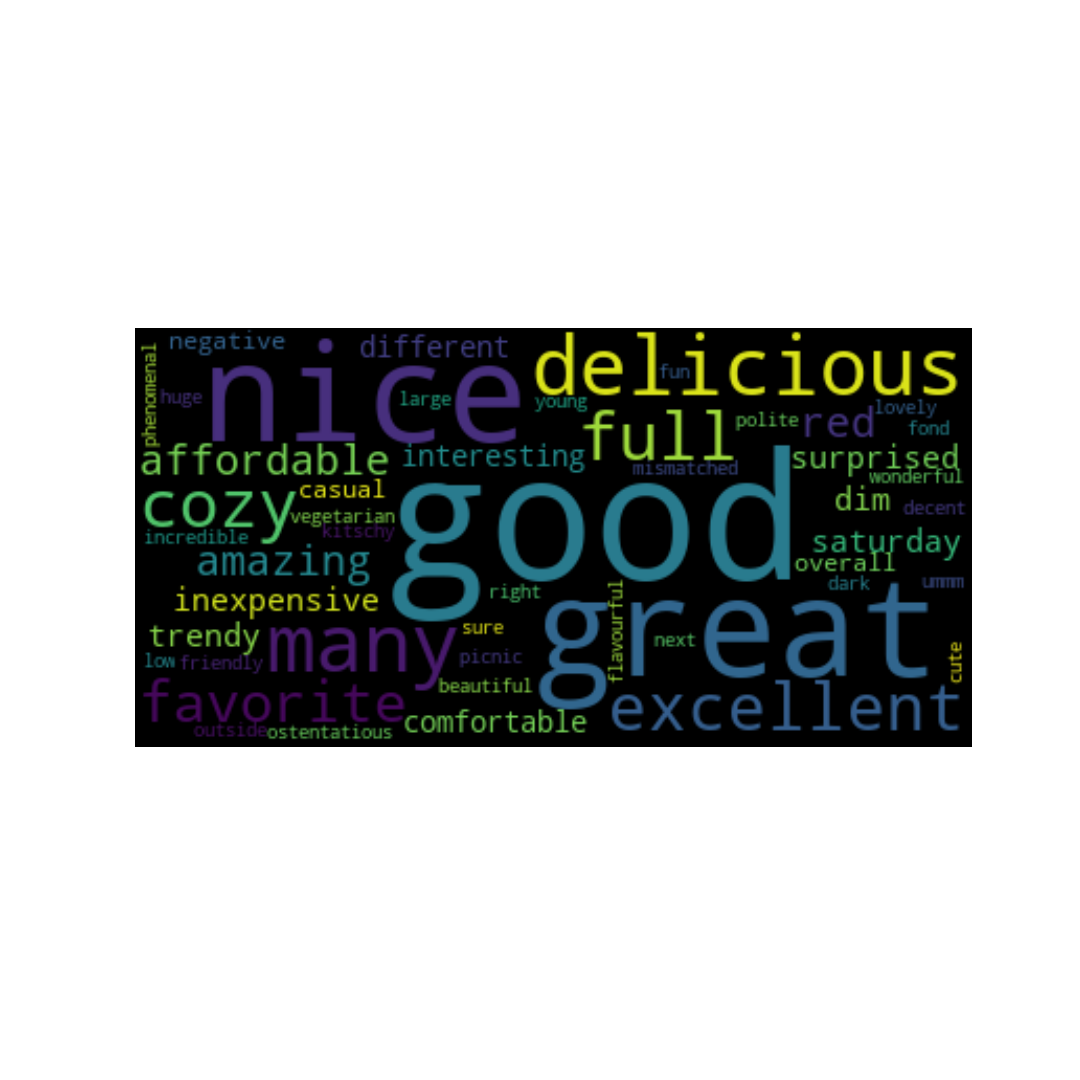 negative
different
delicious
phenomenal
nice
fun
huge
large
young
full
polite
red
lovely
fond
affordable
interesting
mismatched
surprised
wonderful
cozy
casual
good
dim
decent
vegetarian
kitschy
incredible
saturday
amazing
overall
dark
ummm
inexpensive
right
flavourful
great
trendy
many
sure
next
cute
low
friendly
picnic
favorite
beautiful
excellent
outside
ostentatious
comfortable